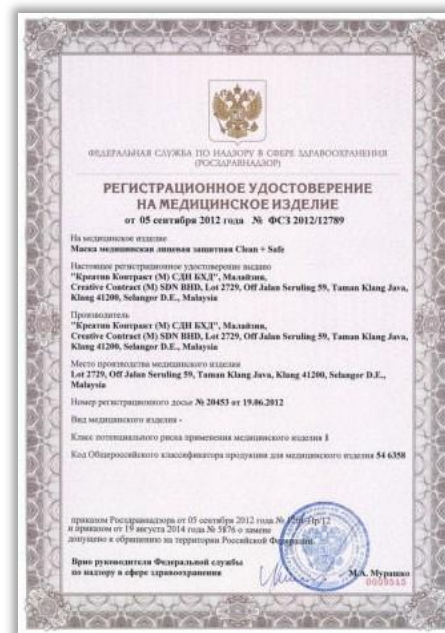 ФЕДЕРАЛЬНАЯ СЛУЖБА ПО НАДЗОРУ В СФЕРЕ ЗДРАВООХРАНЕНИЯ
(РОСЗДРАВНАДЗОР)
РЕГИСТРАЦИОННОЕ УДОСТОВЕРЕНИЕ
НА МЕДИЦИНСКОЕ ИЗДЕЛИЕ
от 05 сентября 2012 года № ФСЗ 2012/12789
На медицинское изделие
Маска медицинская лицевая защитная Clean + Safe
Настоящее регистрационное удостоверение выдано
"Креатив Контракт (М) СДН БХД", Малайзия,
Creative Contract (M) SDN BHD, Lot 2729, Off Jalan Seruling 59, Taman Klang Java,
Klang 41200, Selangor D.E., Malaysia
Производитель
"Креатив Контракт (М) СДН БХД", Малайзия,
Creative Contract (M) SDN BHD, Lot 2729, Off Jalan Seruling 59, Taman Klang Java,
Klang 41200, Selangor D.E., Malaysia
Место производства медицинского изделия
Lot 2729, Off Jalan Seruling 59, Taman Klang Java, Klang 41200, Selangor D.E.,
Malaysia
Номер регистрационного досье № 20453 от 19.06.2012
Вид медицинского изделия -
Класс потенциального риска применения медицинского изделия 1
Код Общероссийского классификатора продукции для медицинского изделия 54 6358
приказом Росздравнадзора от 05 сентября 2012 года №
и приказом от 19 августа 2014 года № 5876 о замене
допущено к обращению на территории Российской Федерации.
Врио руководителя Федеральной службы
по надзору в сфере здравоохранения
М.А. Мурашко